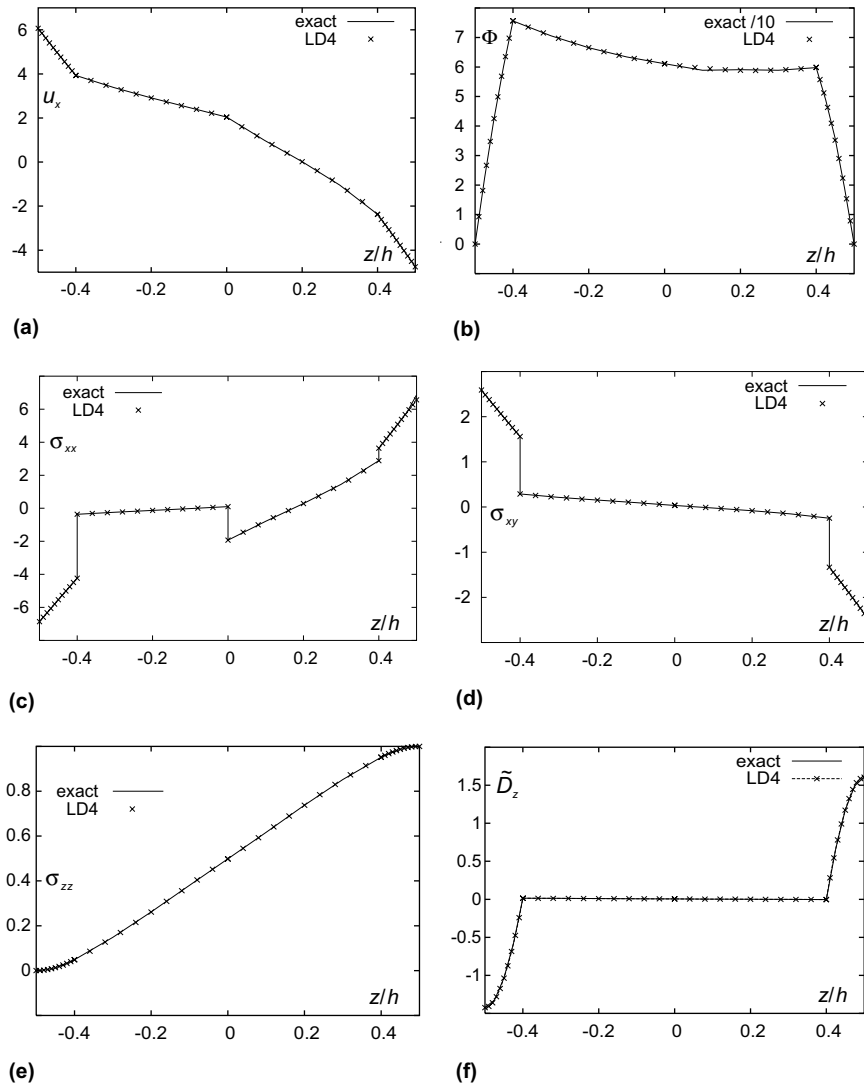 exact
LD4
6
4
2
0
-2
-4
u_x
z/h
-0.4 -0.2 0 0.2 0.4
(a)
exact /10
LD4
7
6
5
4
3
2
1
0
Φ
z/h
-0.4 -0.2 0 0.2 0.4
(b)
exact
LD4
6
4
2
0
-2
-4
-6
σ_xx
z/h
-0.4 -0.2 0 0.2 0.4
(c)
exact
LD4
2
1
0
-1
-2
σ_xy
z/h
-0.4 -0.2 0 0.2 0.4
(d)
exact
LD4
0.8
0.6
0.4
0.2
0
σ_zz
z/h
-0.4 -0.2 0 0.2 0.4
(e)
exact
LD4
1.5
1
0.5
0
-0.5
-1
D̃_z
z/h
-0.4 -0.2 0 0.2 0.4
(f)